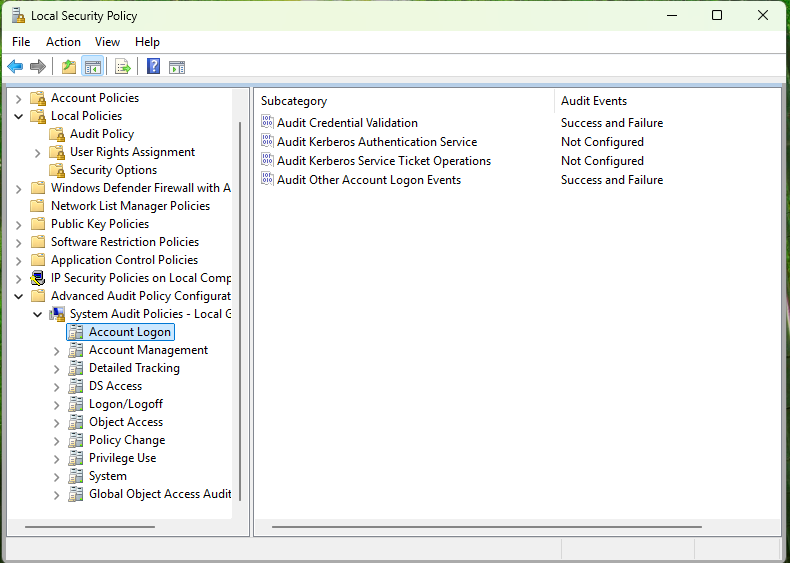 Local Security Policy
File Action View Help
Account Policies
Local Policies
Audit Policy
User Rights Assignment
Security Options
Windows Defender Firewall with A
Network List Manager Policies
Public Key Policies
Software Restriction Policies
Application Control Policies
IP Security Policies on Local Comp
Advanced Audit Policy Configurat
System Audit Policies - Local G
Account Logon
Account Management
Detailed Tracking
DS Access
Logon/Logoff
Object Access
Policy Change
Privilege Use
System
Global Object Access Audit
Subcategory Audit Events
Audit Credential Validation Success and Failure
Audit Kerberos Authentication Service Not Configured
Audit Kerberos Service Ticket Operations Not Configured
Audit Other Account Logon Events Success and Failure